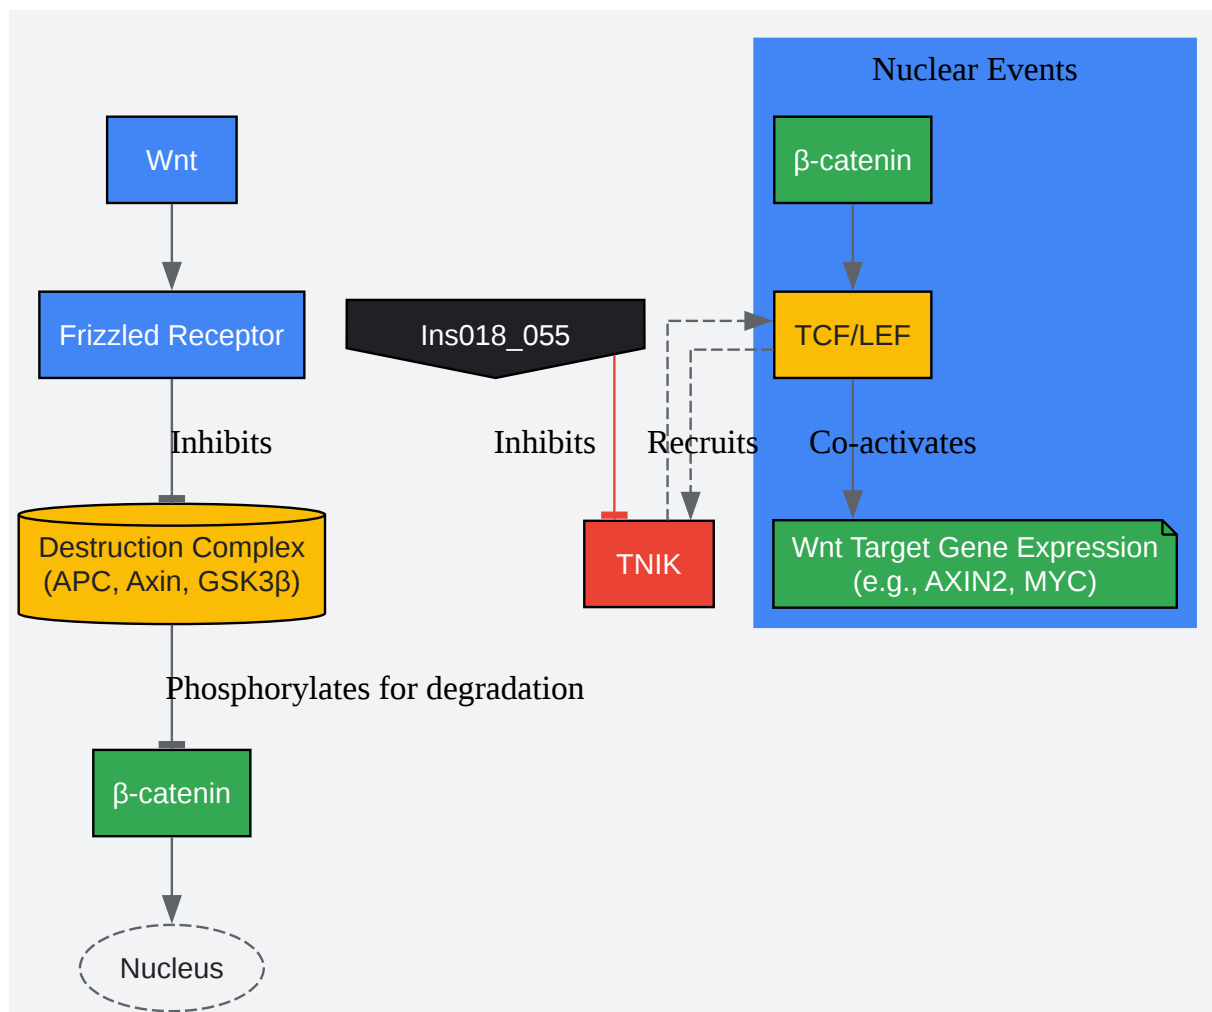 Nuclear Events
Wnt
β-catenin
Frizzled Receptor
Ins018_055
TCF/LEF
Inhibits
Inhibits
Recruits
Co-activates
Destruction Complex
(APC, Axin, GSK3β)
TNIK
Wnt Target Gene Expression
(e.g., AXIN2, MYC)
Phosphorylates for degradation
β-catenin
Nucleus